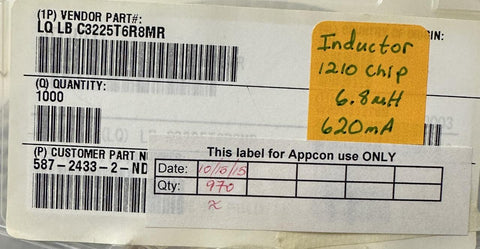 (1P) VENDOR PART#:
LQ LB C3225T6R8MR
ORIGIN:
Inductor
1210 chip
6.8uH
620mA
(Q) QUANTITY:
1000
(P) CUSTOMER PART N
587-2433-2-ND
This label for Appcon use ONLY
Date: 10/15
Qty: 970